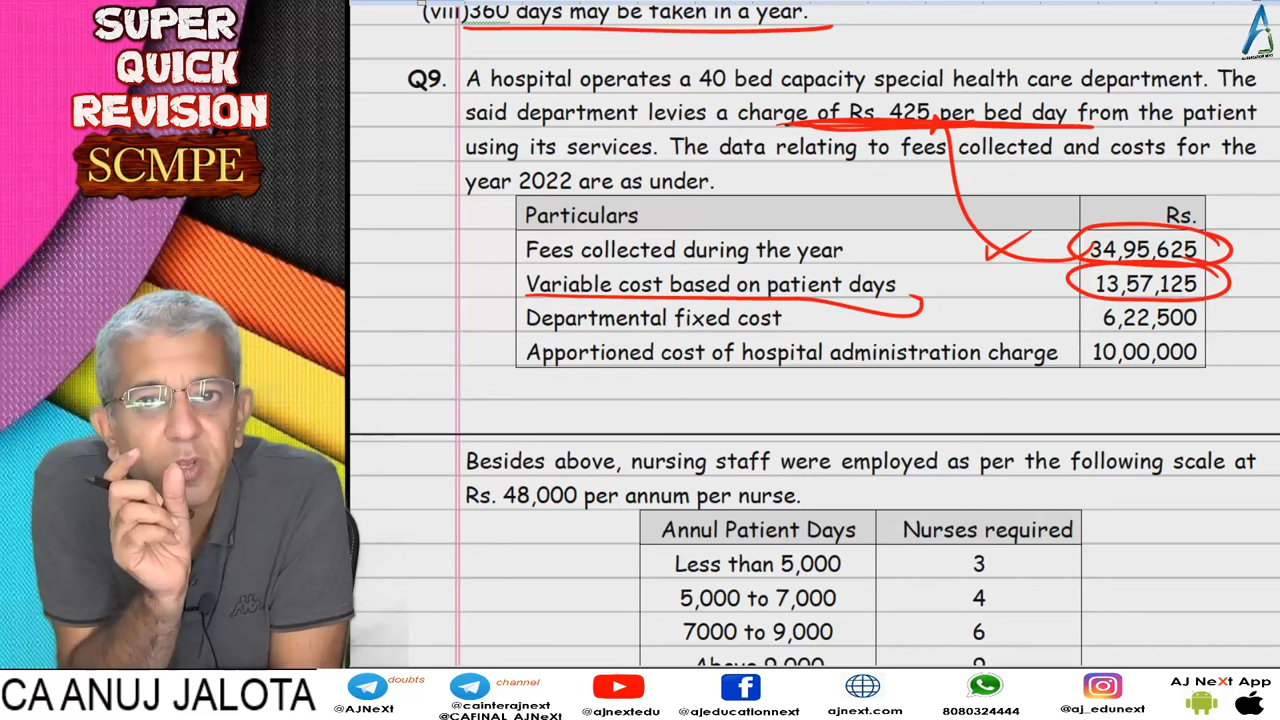 SUPER
QUICK
REVISION
SCMPE
(viii)360 days may be taken in a year.
Q9. A hospital operates a 40 bed capacity special health care department. The
said department levies a charge of Rs. 425 per bed day from the patient
using its services. The data relating to fees collected and costs for the
year 2022 are as under.
Particulars Rs.
Fees collected during the year 34,95,625
Variable cost based on patient days 13,57,125
Departmental fixed cost 6,22,500
Apportioned cost of hospital administration charge 10,00,000
Besides above, nursing staff were employed as per the following scale at
Rs. 48,000 per annum per nurse.
Annul Patient Days Nurses required
Less than 5,000 3
5,000 to 7,000 4
7000 to 9,000 6
Above 9,000
CA ANUJ JALOTA
doubts
@AJNeXt
channel
@cainterajnext
@CAFINAL_AJNeXt
@ajnextedu
@ajeducationnext
ajnext.com
8080324444
@aj_edunext
AJ NeXt App